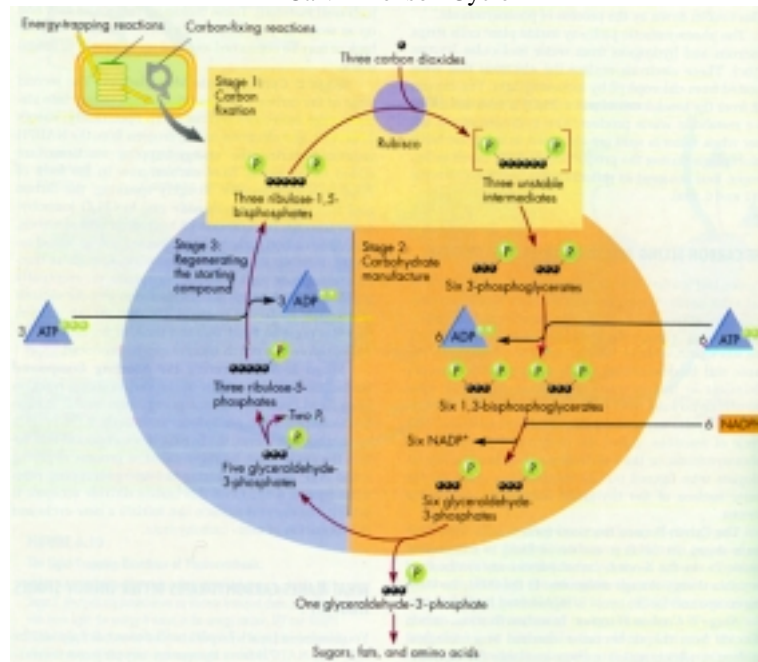 Energy-trapping reactions
Carbon-fixing reactions
Three carbon dioxides
Stage 1:
Carbon
fixation
Rubisco
P
P
Three ribulose-1,5-
bisphosphates
P
P
Three unstable
intermediates
Stage 3:
Regenerating
the starting
compound
Stage 2:
Carbohydrate
manufacture
P
P
Six 3-phosphoglycerates
3 ATP
3 ADP
6 ADP
6 ATP
P
Three ribulose-5-
phosphates
P
P
P
P
Six 1,3-bisphosphoglycerates
Two Pi
6 NADPH
Six NADP+
P
Five glyceraldehyde-
3-phosphates
P
P
Six glyceraldehyde-
3-phosphates
P
One glyceraldehyde-3-phosphate
Sugars, fats, and amino acids